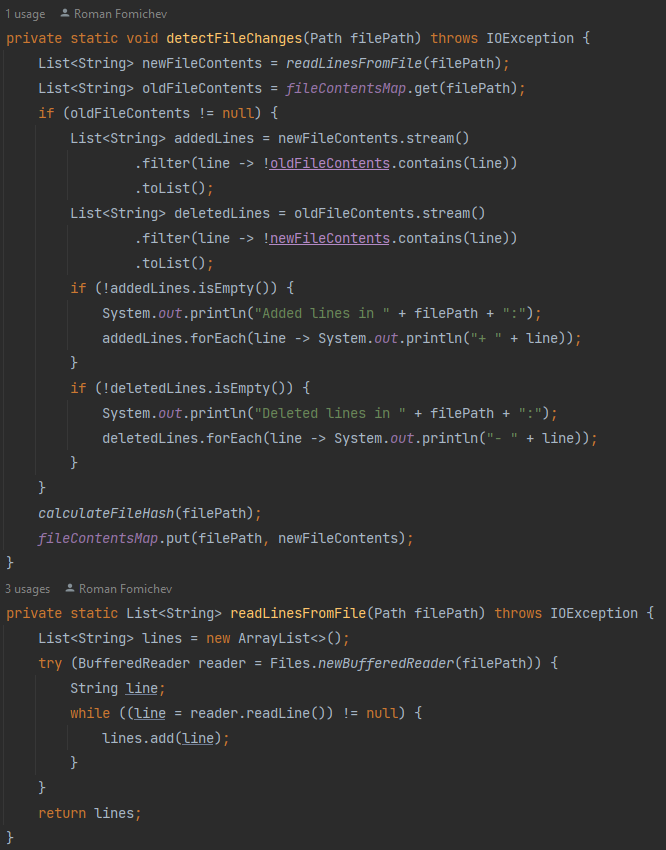 1 usage Roman Fomichev
private static void detectFileChanges(Path filePath) throws IOException {
    List<String> newFileContents = readLinesFromFile(filePath);
    List<String> oldFileContents = fileContentsMap.get(filePath);
    if (oldFileContents != null) {
        List<String> addedLines = newFileContents.stream()
                .filter(line -> !oldFileContents.contains(line))
                .toList();
        List<String> deletedLines = oldFileContents.stream()
                .filter(line -> !newFileContents.contains(line))
                .toList();
        if (!addedLines.isEmpty()) {
            System.out.println("Added lines in " + filePath + ":");
            addedLines.forEach(line -> System.out.println("+ " + line));
        }
        if (!deletedLines.isEmpty()) {
            System.out.println("Deleted lines in " + filePath + ":");
            deletedLines.forEach(line -> System.out.println("- " + line));
        }
    }
    calculateFileHash(filePath);
    fileContentsMap.put(filePath, newFileContents);
}
3 usages Roman Fomichev
private static List<String> readLinesFromFile(Path filePath) throws IOException {
    List<String> lines = new ArrayList<>();
    try (BufferedReader reader = Files.newBufferedReader(filePath)) {
        String line;
        while ((line = reader.readLine()) != null) {
            lines.add(line);
        }
    }
    return lines;
}